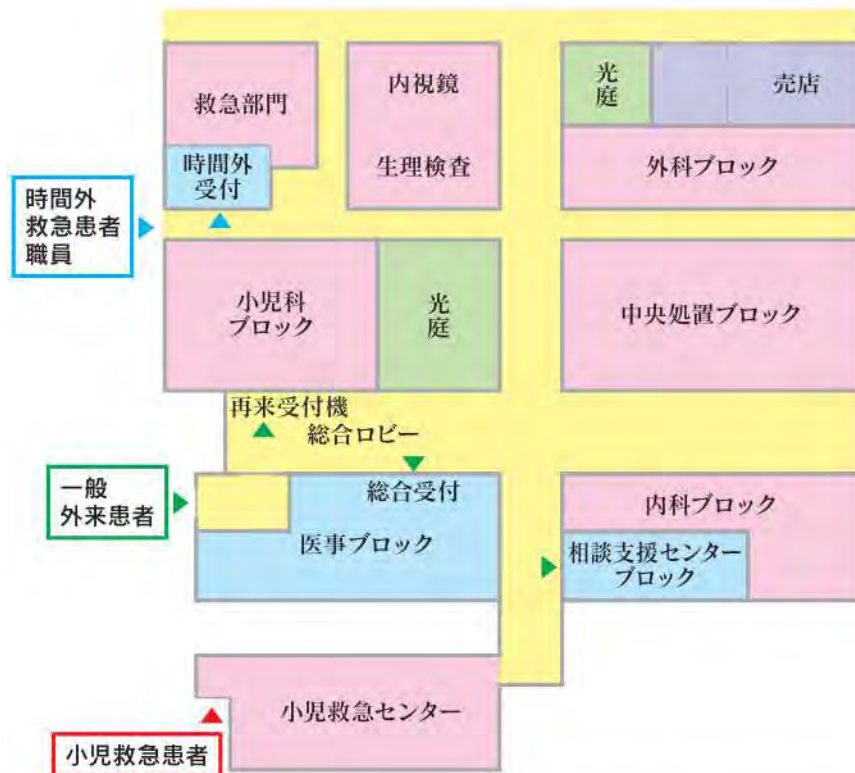 救急部門
時間外
受付
内視鏡
生理検査
光庭
売店
外科ブロック
時間外
救急患者
職員
小児科
ブロック
光庭
中央処置ブロック
再来受付機
総合ロビー
一般
外来患者
総合受付
医事ブロック
内科ブロック
相談支援センター
ブロック
小児救急センター
小児救急患者